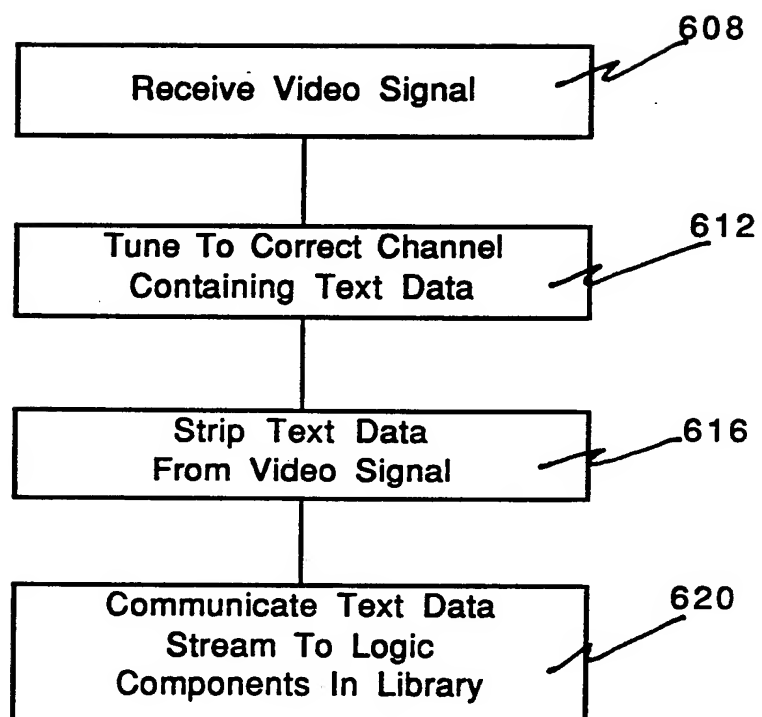 608
Receive Video Signal
612
Tune To Correct Channel
Containing Text Data
616
Strip Text Data
From Video Signal
620
Communicate Text Data
Stream To Logic
Components In Library